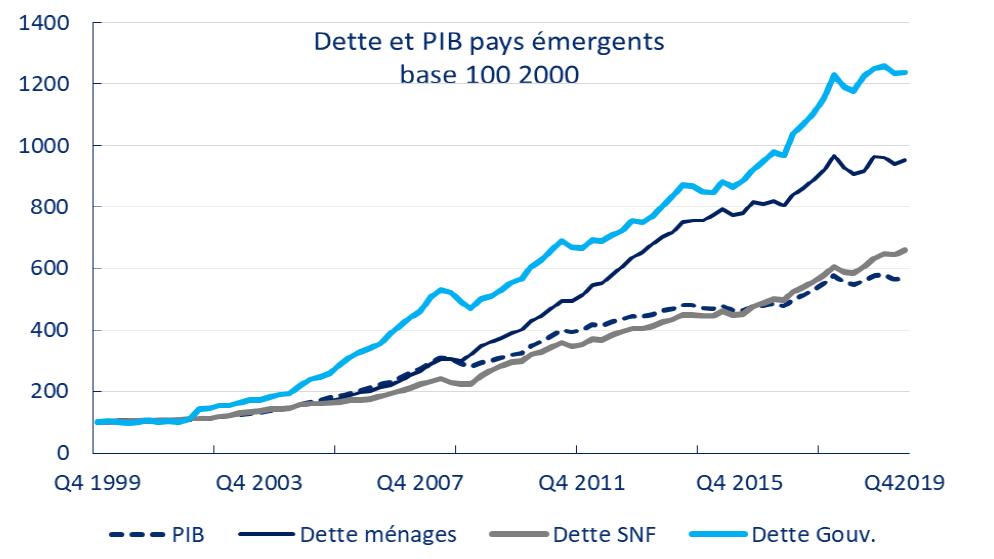 Dette et PIB pays émergents
base 100 2000
1400
1200
1000
800
600
400
200
0
Q4 1999 Q4 2003 Q4 2007 Q4 2011 Q4 2015 Q42019
PIB Dette ménages Dette SNF Dette Gouv.